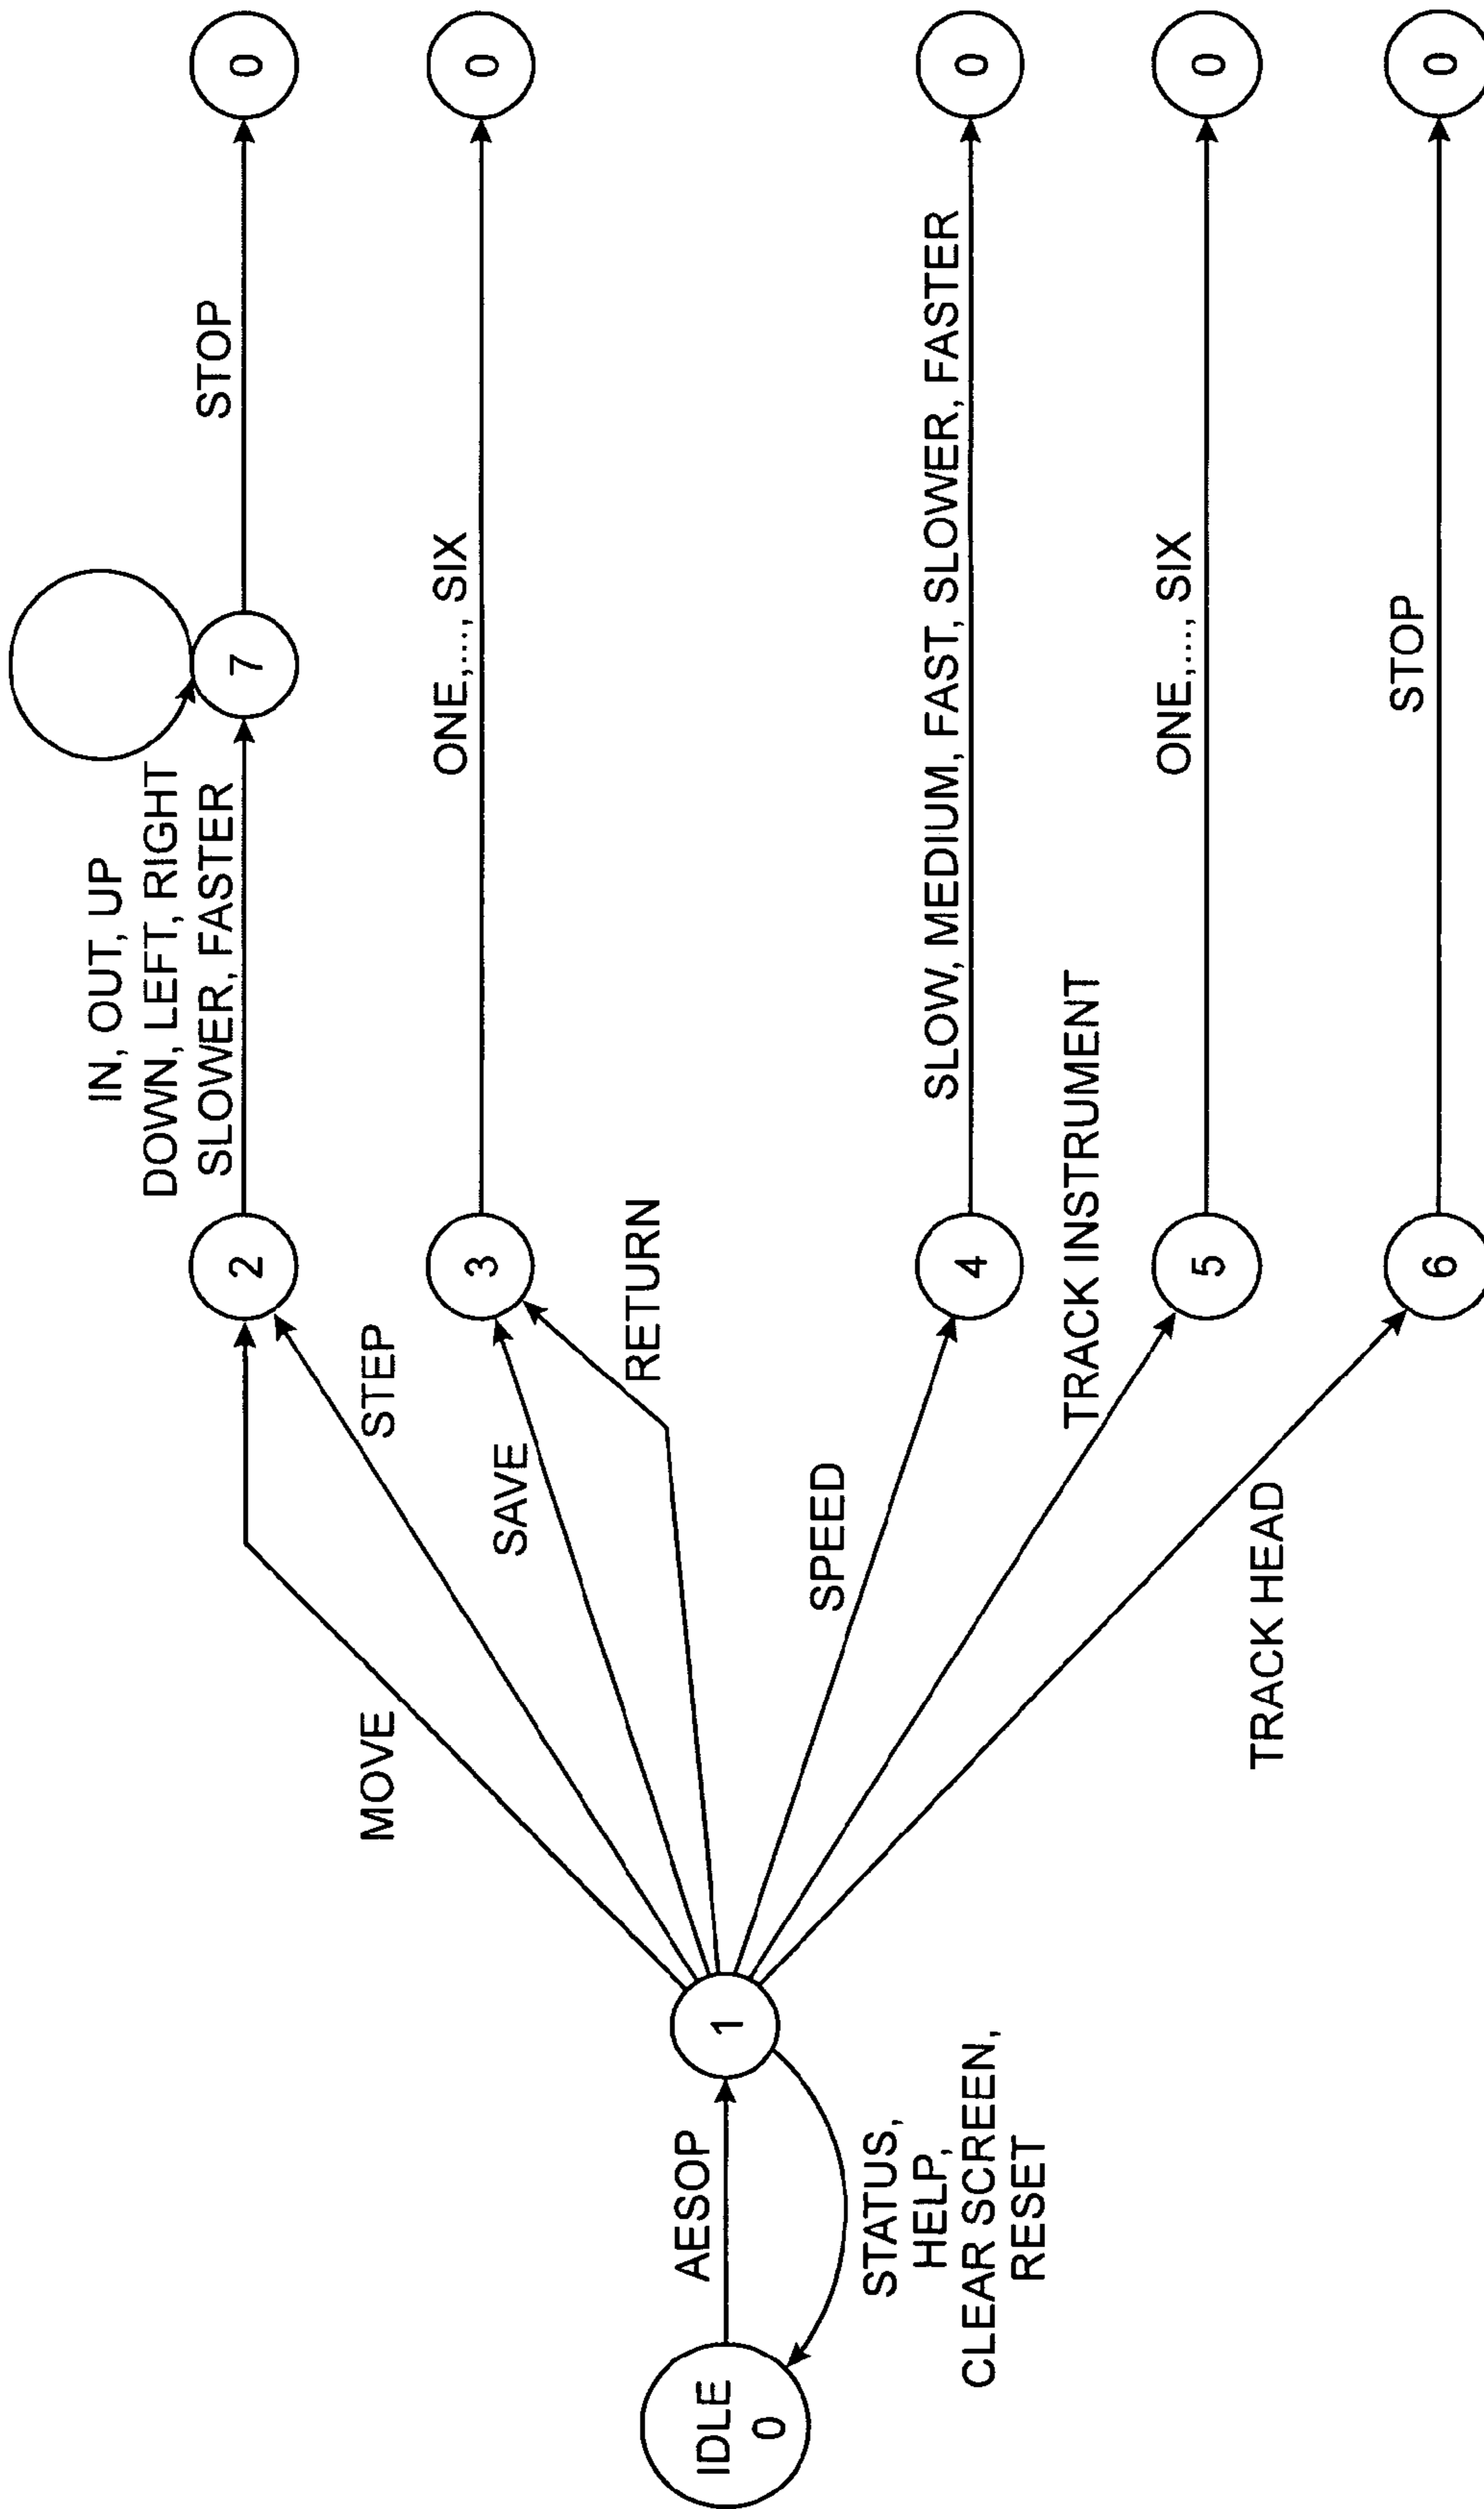 IDLE
0
AESOP
STATUS,
HELP,
CLEAR SCREEN,
RESET
1
MOVE
STEP
SAVE
RETURN
SPEED
TRACK INSTRUMENT
TRACK HEAD
2
IN, OUT, UP
DOWN, LEFT, RIGHT
SLOWER, FASTER
7
STOP
0
3
ONE,..., SIX
0
4
SLOW, MEDIUM, FAST, SLOWER, FASTER
0
5
ONE,..., SIX
0
6
STOP
0